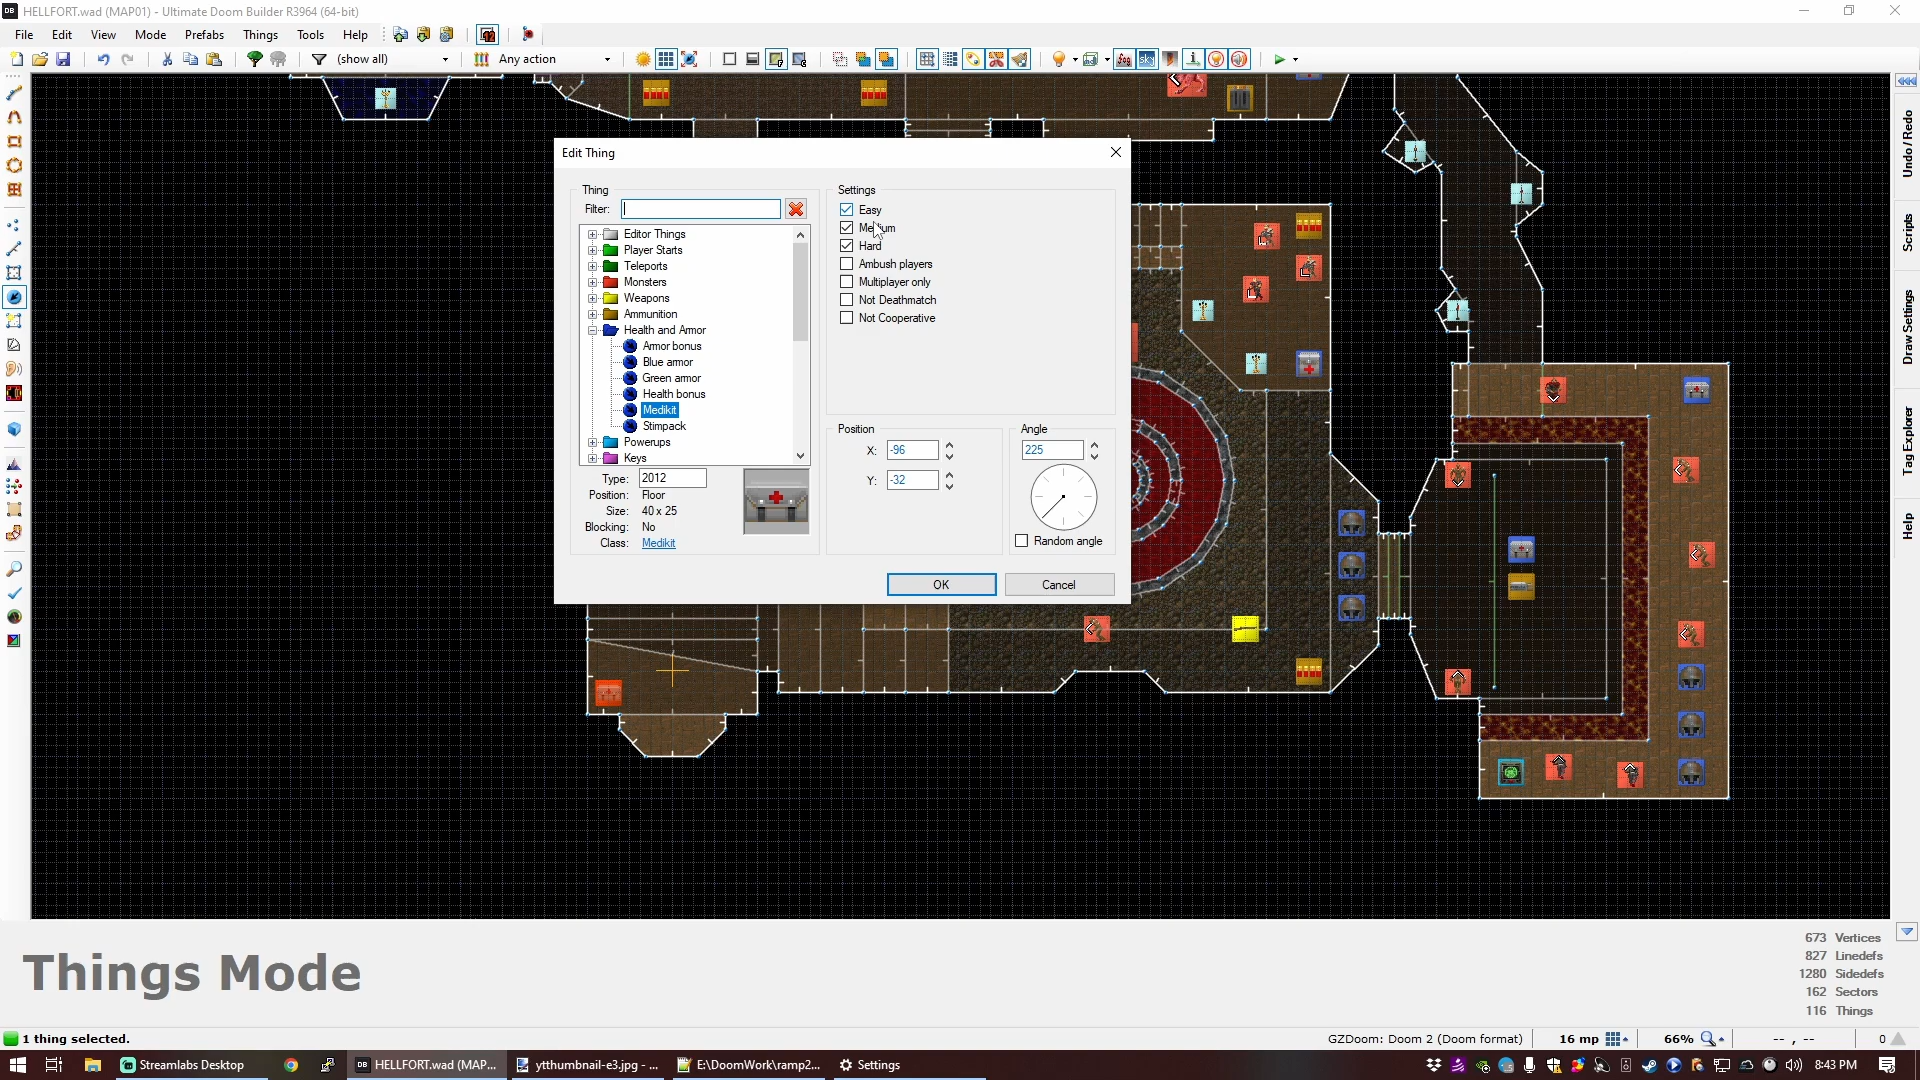 HELLFORT.wad (MAP01) - Ultimate Doom Builder R3964 (64-bit)
File Edit View Mode Prefabs Things Tools Help
(show all) Any action
Edit Thing
Thing
Filter:
Editor Things
Player Starts
Teleports
Monsters
Weapons
Ammunition
Health and Armor
Armor bonus
Blue armor
Green armor
Health bonus
Medikit
Stimpack
Powerups
Keys
Type: 2012
Position: Floor
Size: 40 x 25
Blocking: No
Class: Medikit
Settings
Easy
Medium
Hard
Ambush players
Multiplayer only
Not Deathmatch
Not Cooperative
Position
X: -96
Y: -32
Angle
225
Random angle
OK Cancel
Undo / Redo
Scripts
Draw Settings
Tag Explorer
Help
Things Mode
673 Vertices
827 Linedefs
1280 Sidedefs
162 Sectors
116 Things
1 thing selected.
GZDoom: Doom 2 (Doom format) 16 mp 66% -- , -- 0
Streamlabs Desktop HELLFORT.wad (MAP... ytthumbnail-e3.jpg - ... E:\DoomWork\ramp2... Settings 8:43 PM